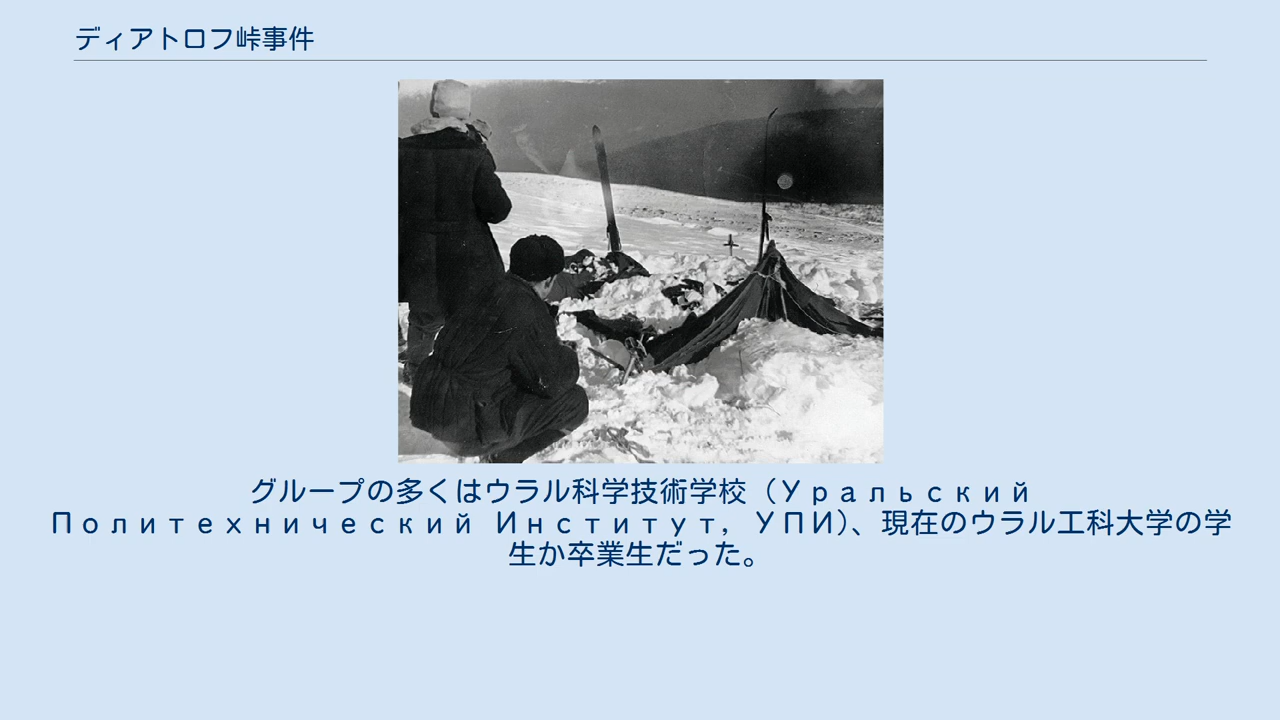 ディアトロフ峠事件
グループの多くはウラル科学技術学校（Уральский
Политехнический Институт, УПИ）、現在のウラル工科大学の学
生か卒業生だった。